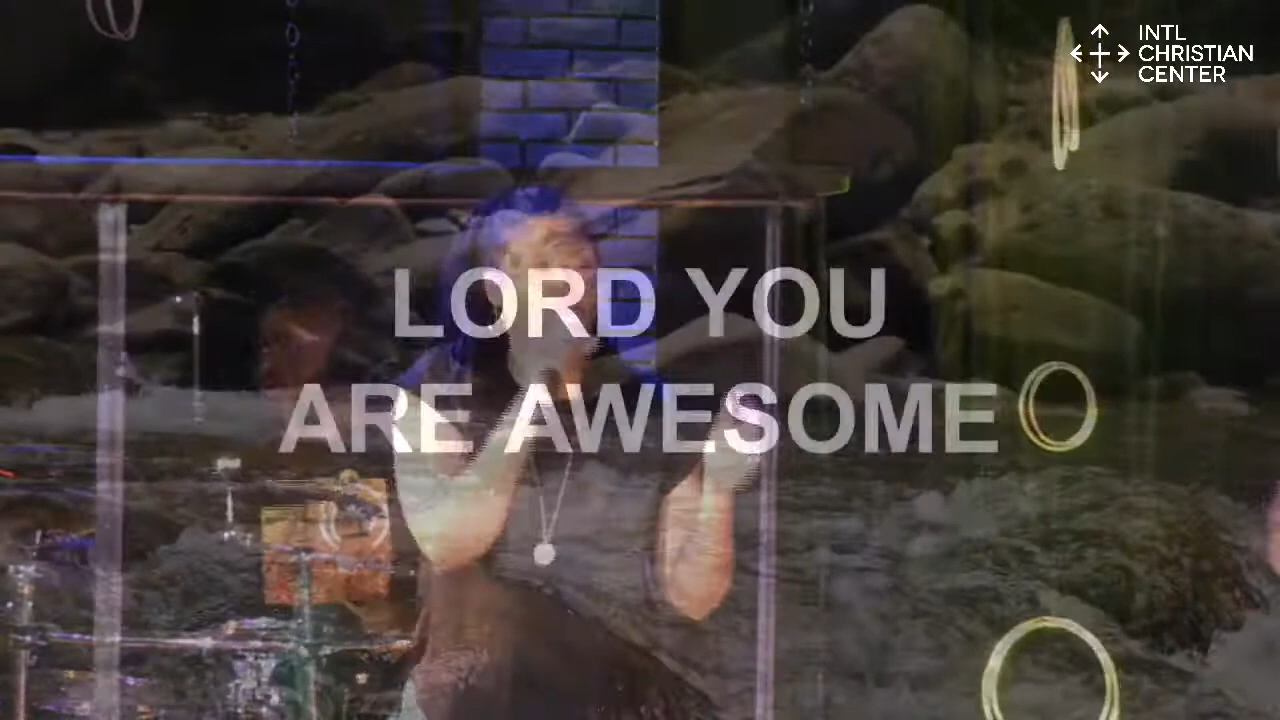 INTL
CHRISTIAN
CENTER
LORD YOU
ARE AWESOME